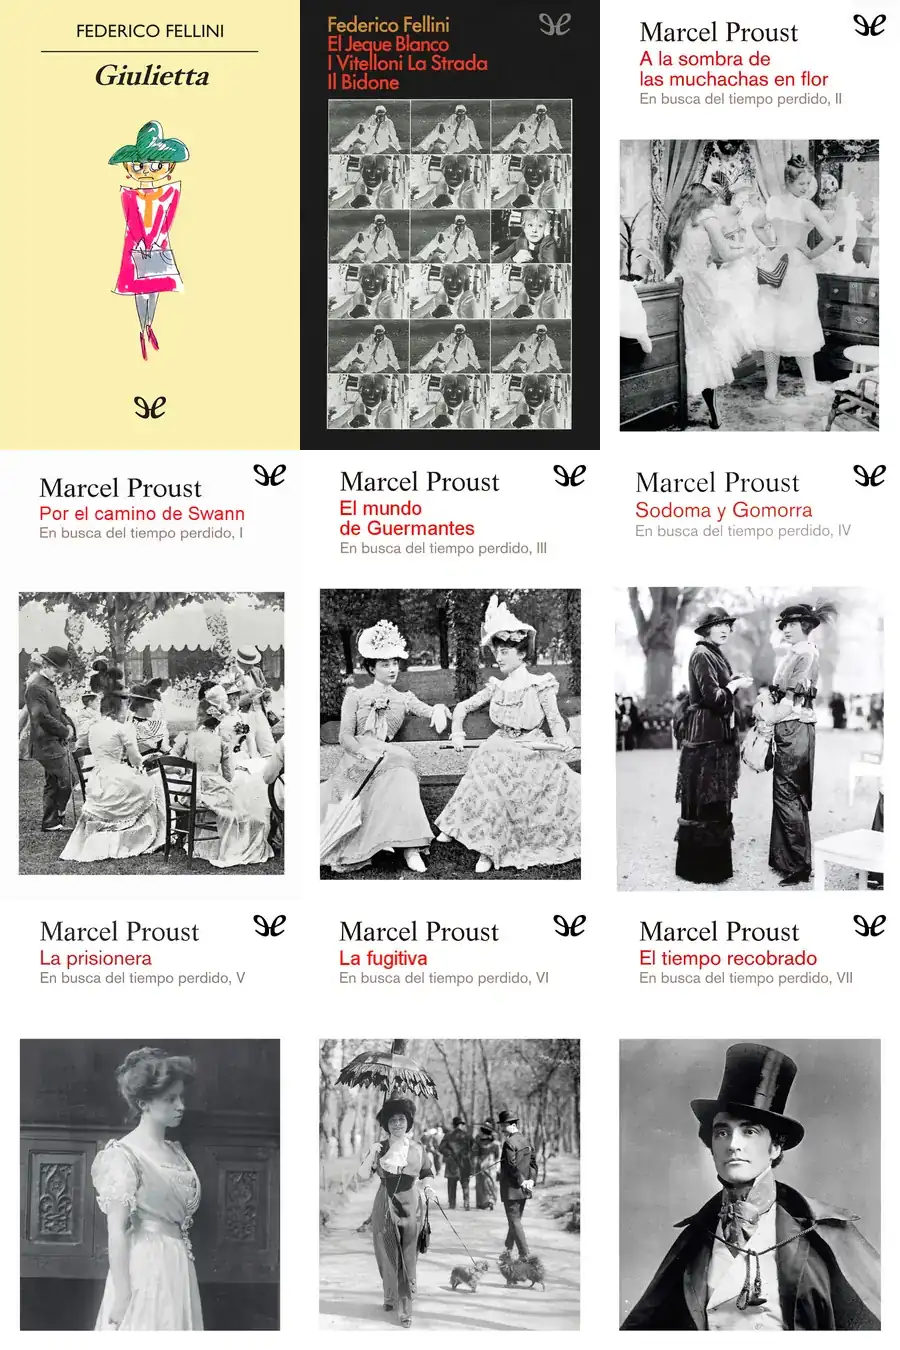 FEDERICO FELLINI
Giulietta
Federico Fellini
El Jeque Blanco
I Vitelloni La Strada
Il Bidone
Marcel Proust
A la sombra de
las muchachas en flor
En busca del tiempo perdido, II
Marcel Proust
Por el camino de Swann
En busca del tiempo perdido, I
Marcel Proust
El mundo
de Guermantes
En busca del tiempo perdido, III
Marcel Proust
Sodoma y Gomorra
En busca del tiempo perdido, IV
Marcel Proust
La prisionera
En busca del tiempo perdido, V
Marcel Proust
La fugitiva
En busca del tiempo perdido, VI
Marcel Proust
El tiempo recobrado
En busca del tiempo perdido, VII